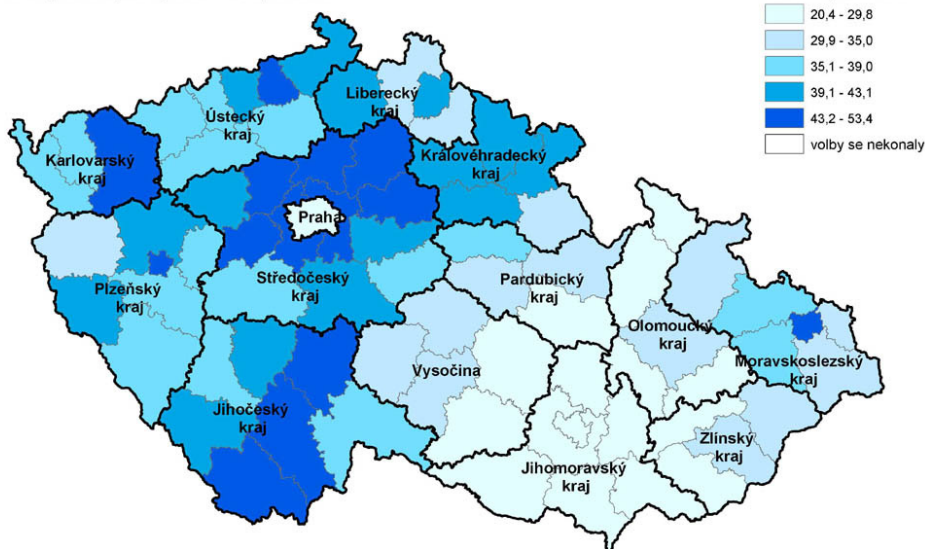 20,4 - 29,8
29,9 - 35,0
35,1 - 39,0
39,1 - 43,1
43,2 - 53,4
volby se nekonaly
Liberecký
kraj
Ústecký
kraj
Karlovarský
kraj
Královéhradecký
kraj
Praha
Plzeňský
kraj
Středočeský
kraj
Pardubický
kraj
Olomoucký
kraj
Moravskoslezský
kraj
Vysočina
Jihočeský
kraj
Zlínský
kraj
Jihomoravský
kraj